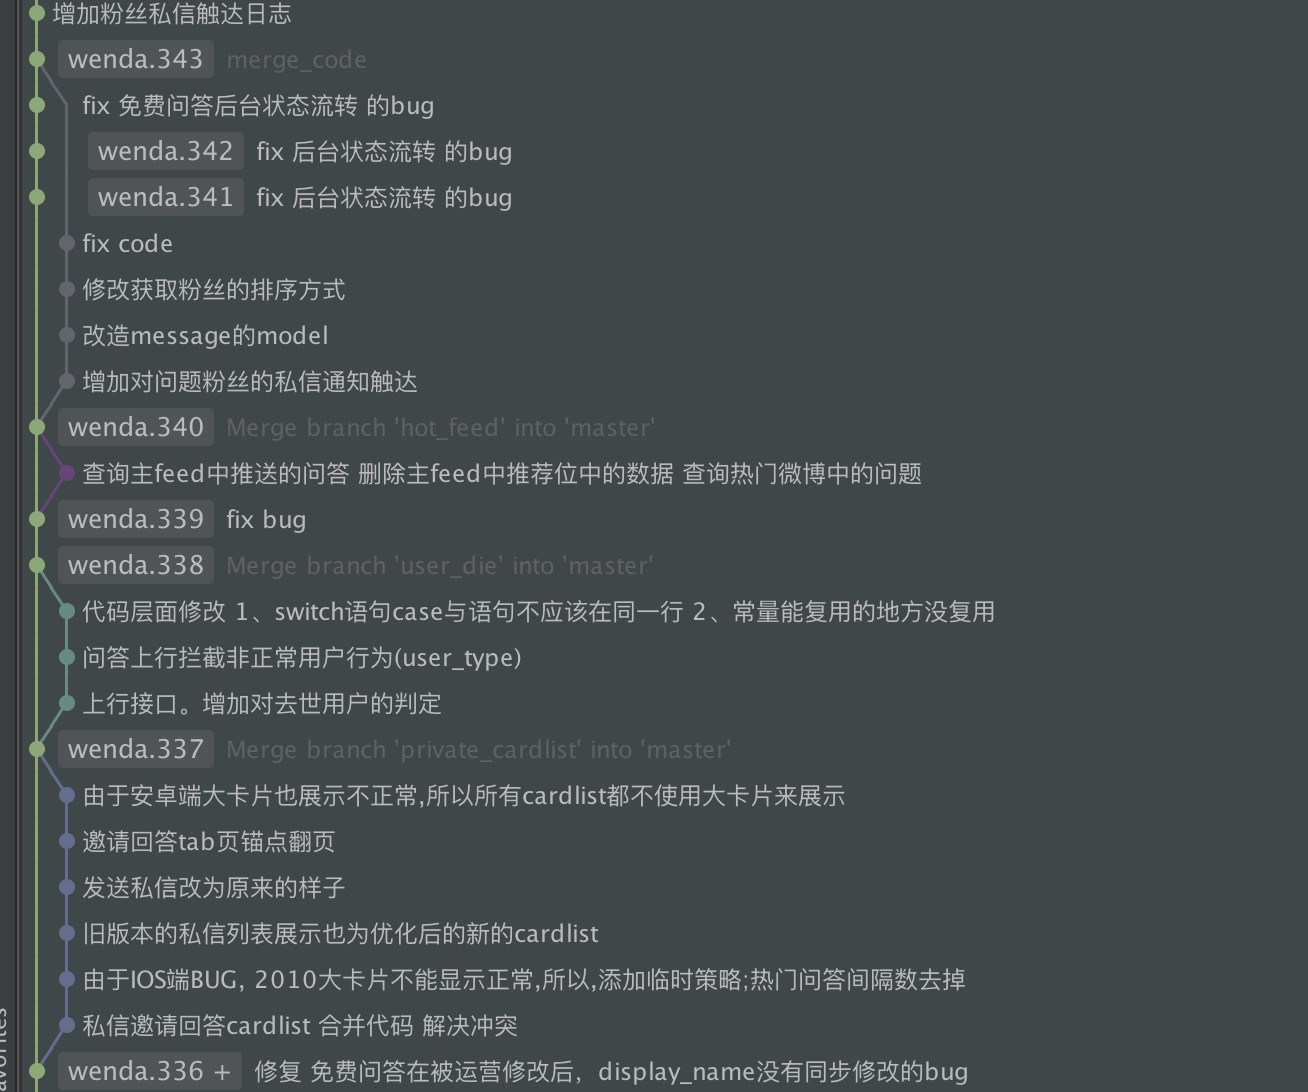 增加粉丝私信触达日志
wenda.343 merge_code
fix 免费问答后台状态流转 的bug
wenda.342 fix 后台状态流转 的bug
wenda.341 fix 后台状态流转 的bug
fix code
修改获取粉丝的排序方式
改造message的model
增加对问题粉丝的私信通知触达
wenda.340 Merge branch 'hot_feed' into 'master'
查询主feed中推送的问答 删除主feed中推荐位中的数据 查询热门微博中的问题
wenda.339 fix bug
wenda.338 Merge branch 'user_die' into 'master'
代码层面修改 1、switch语句case与语句不应该在同一行 2、常量能复用的地方没复用
问答上行拦截非正常用户行为(user_type)
上行接口。增加对去世用户的判定
wenda.337 Merge branch 'private_cardlist' into 'master'
由于安卓端大卡片也展示不正常,所以所有cardlist都不使用大卡片来展示
邀请回答tab页锚点翻页
发送私信改为原来的样子
旧版本的私信列表展示也为优化后的新的cardlist
由于IOS端BUG, 2010大卡片不能显示正常,所以,添加临时策略;热门问答间隔数去掉
私信邀请回答cardlist 合并代码 解决冲突
wenda.336 + 修复 免费问答在被运营修改后，display_name没有同步修改的bug